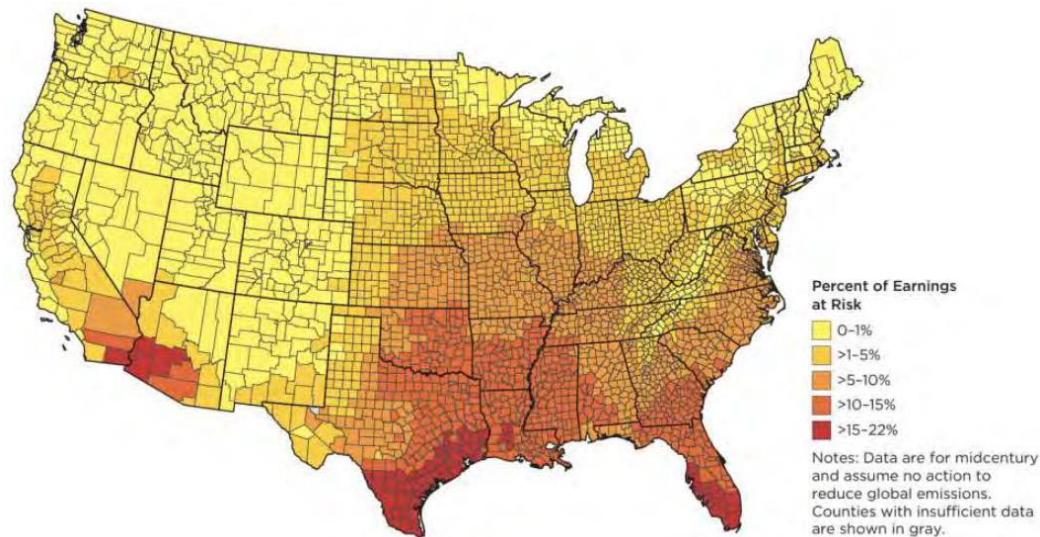 Percent of Earnings
at Risk
0–1%
>1–5%
>5–10%
>10–15%
>15–22%
Notes: Data are for midcentury
and assume no action to
reduce global emissions.
Counties with insufficient data
are shown in gray.